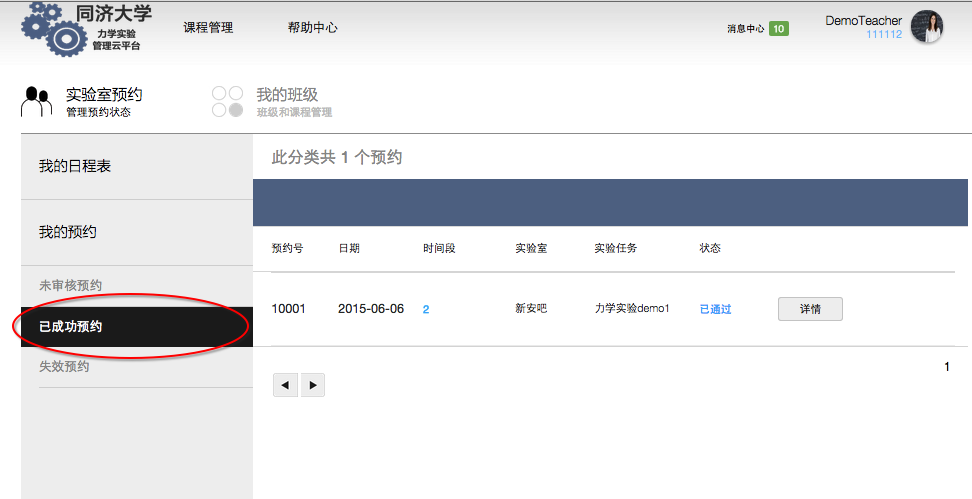 同济大学
力学实验
管理云平台
课程管理
帮助中心
消息中心 10
DemoTeacher
111112
实验室预约
管理预约状态
我的班级
班级和课程管理
我的日程表
我的预约
未审核预约
已成功预约
失效预约
此分类共 1 个预约
预约号 日期 时间段 实验室 实验任务 状态
10001 2015-06-06 2 新安吧 力学实验demo1 已通过 详情
1